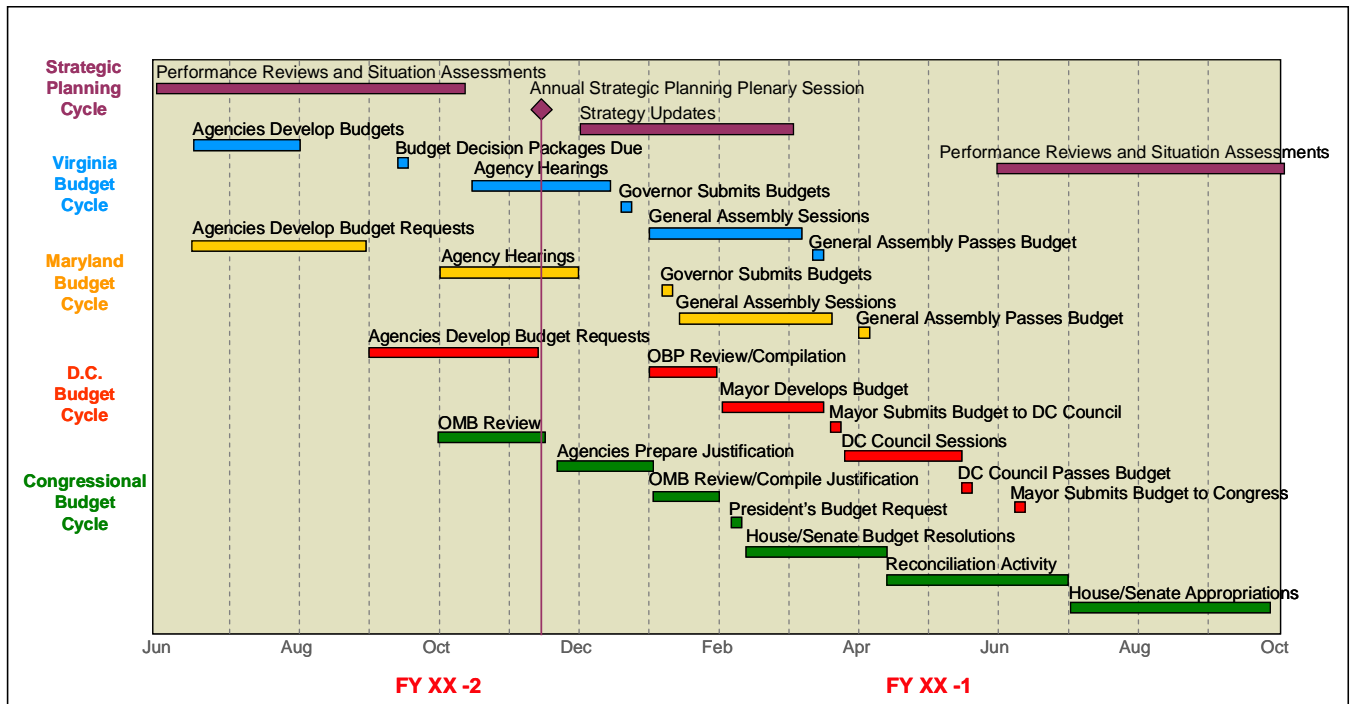 Strategic
Planning
Cycle
Performance Reviews and Situation Assessments
Annual Strategic Planning Plenary Session
Strategy Updates
Performance Reviews and Situation Assessments
Virginia
Budget
Cycle
Agencies Develop Budgets
Budget Decision Packages Due
Agency Hearings
Governor Submits Budgets
General Assembly Sessions
General Assembly Passes Budget
Maryland
Budget
Cycle
Agencies Develop Budget Requests
Agency Hearings
Governor Submits Budgets
General Assembly Sessions
General Assembly Passes Budget
D.C.
Budget
Cycle
Agencies Develop Budget Requests
OBP Review/Compilation
Mayor Develops Budget
Mayor Submits Budget to DC Council
DC Council Sessions
DC Council Passes Budget
Mayor Submits Budget to Congress
Congressional
Budget
Cycle
OMB Review
Agencies Prepare Justification
OMB Review/Compile Justification
President's Budget Request
House/Senate Budget Resolutions
Reconciliation Activity
House/Senate Appropriations
Jun Aug Oct Dec Feb Apr Jun Aug Oct
FY XX -2 FY XX -1